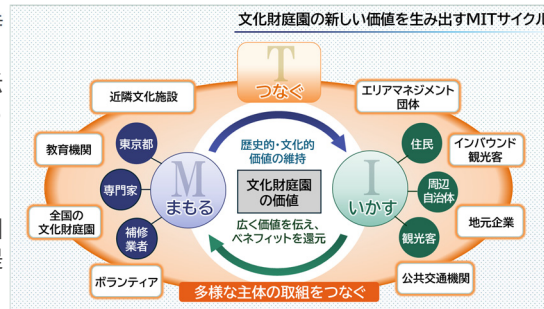 文化財庭園の新しい価値を生み出すMITサイクル
T
つなぐ
近隣文化施設
エリアマネジメント
団体
教育機関
東京都
歴史的・文化的
価値の維持
住民
インバウンド
観光客
専門家
M
まもる
文化財庭園
の価値
I
いかす
周辺
自治体
全国の
文化財庭園
補修
業者
広く価値を伝え、
ベネフィットを還元
観光客
地元企業
ボランティア
公共交通機関
多様な主体の取組をつなぐ